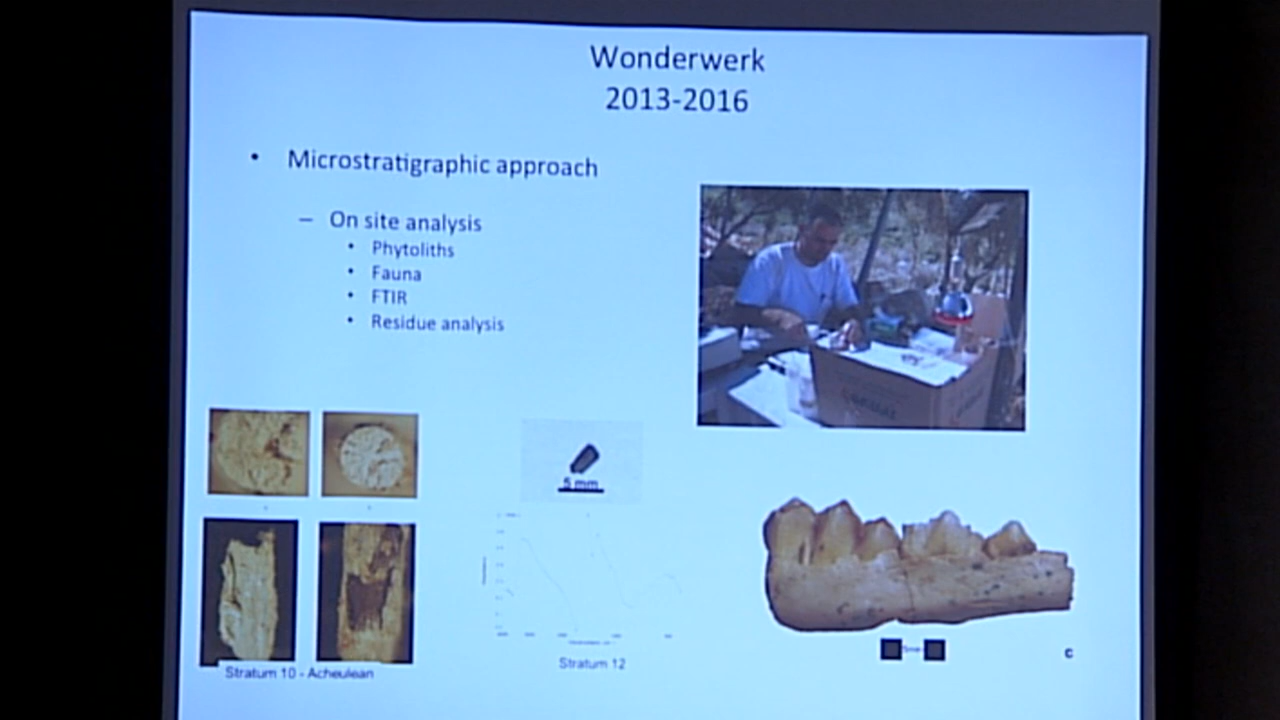 Wonderwerk
2013-2016
• Microstratigraphic approach
– On site analysis
• Phytoliths
• Fauna
• FTIR
• Residue analysis
5 mm
Stratum 10 - Acheulean
Stratum 12
c